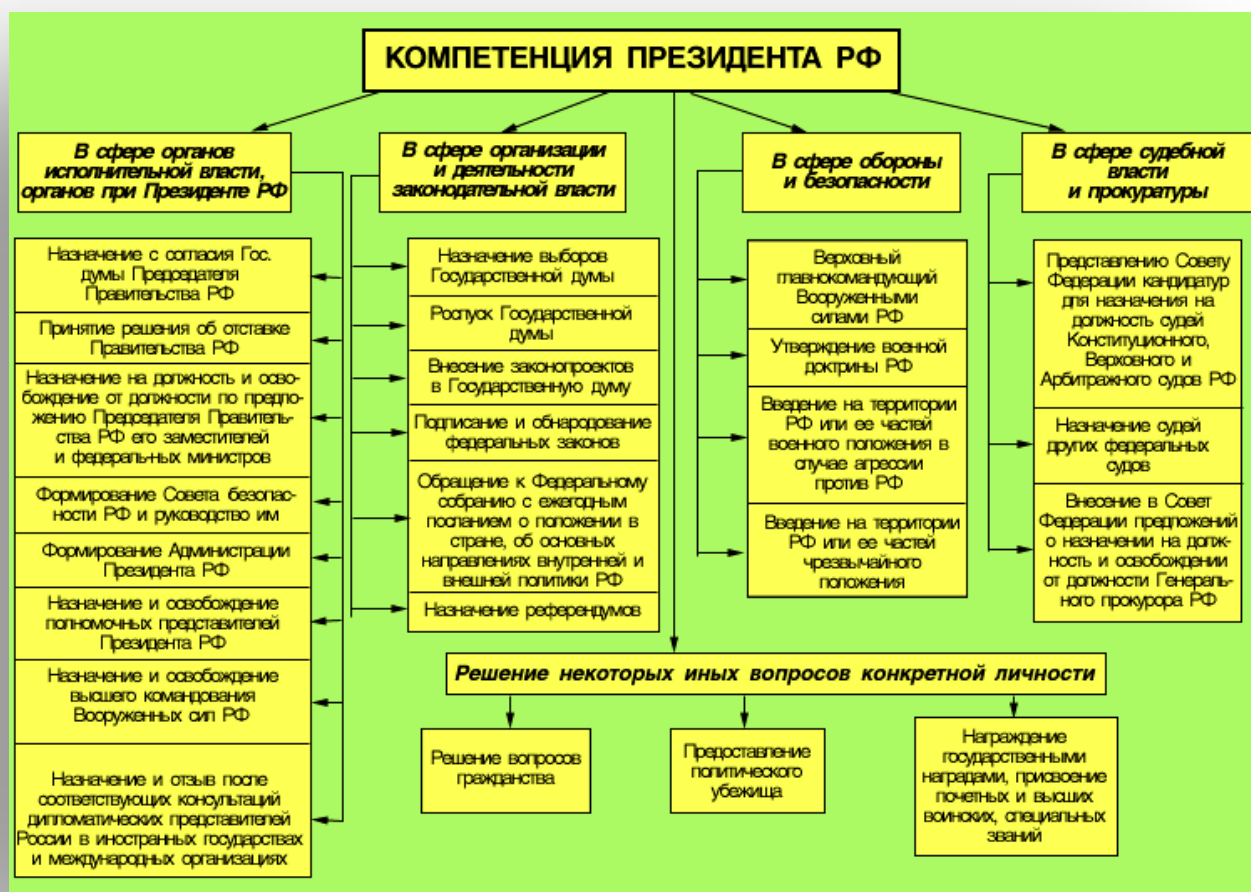 КОМПЕТЕНЦИЯ ПРЕЗИДЕНТА РФ
В сфере органов
исполнительной власти,
органов при Президенте РФ
Назначение с согласия Гос.
думы Председателя
Правительства РФ
Принятие решения об отставке
Правительства РФ
Назначение на должность и осво-
бождение от должности по предло-
жению Председателя Правитель-
ства РФ его заместителей
и федераль-ных министров
Формирование Совета безопас-
ности РФ и руководство им
Формирование Администрации
Президента РФ
Назначение и освобождение
полномочных представителей
Президента РФ
Назначение и освобождение
высшего командования
Вооруженных сил РФ
Назначение и отзыв после
соответствующих консультаций
дипломатических представителей
России в иностранных государствах
и международных организациях
В сфере организации
и деятельности
законодательной власти
Назначение выборов
Государственной думы
Роспуск Государственной
думы
Внесение законопроектов
в Государственную думу
Подписание и обнародование
федеральных законов
Обращение к Федеральному
собранию с ежегодным
посланием о положении в
стране, об основных
направлениях внутренней и
внешней политики РФ
Назначение референдумов
В сфере обороны
и безопасности
Верховный
главнокомандующий
Вооруженными
силами РФ
Утверждение военной
доктрины РФ
Введение на территории
РФ или ее частей
военного положения в
случае агрессии
против РФ
Введение на территории
РФ или ее частей
чрезвычайного
положения
В сфере судебной
власти
и прокуратуры
Представлению Совету
Федерации кандидатур
для назначения на
должность судей
Конституционного,
Верховного и
Арбитражного судов РФ
Назначение судей
других федеральных
судов
Внесение в Совет
Федерации предложений
о назначении на долж-
ность и освобождении
от должности Генераль-
ного прокурора РФ
Решение некоторых иных вопросов конкретной личности
Решение вопросов
гражданства
Предоставление
политического
убежища
Награждение
государственными
наградами, присвоение
почетных и высших
воинских, специальных
званий